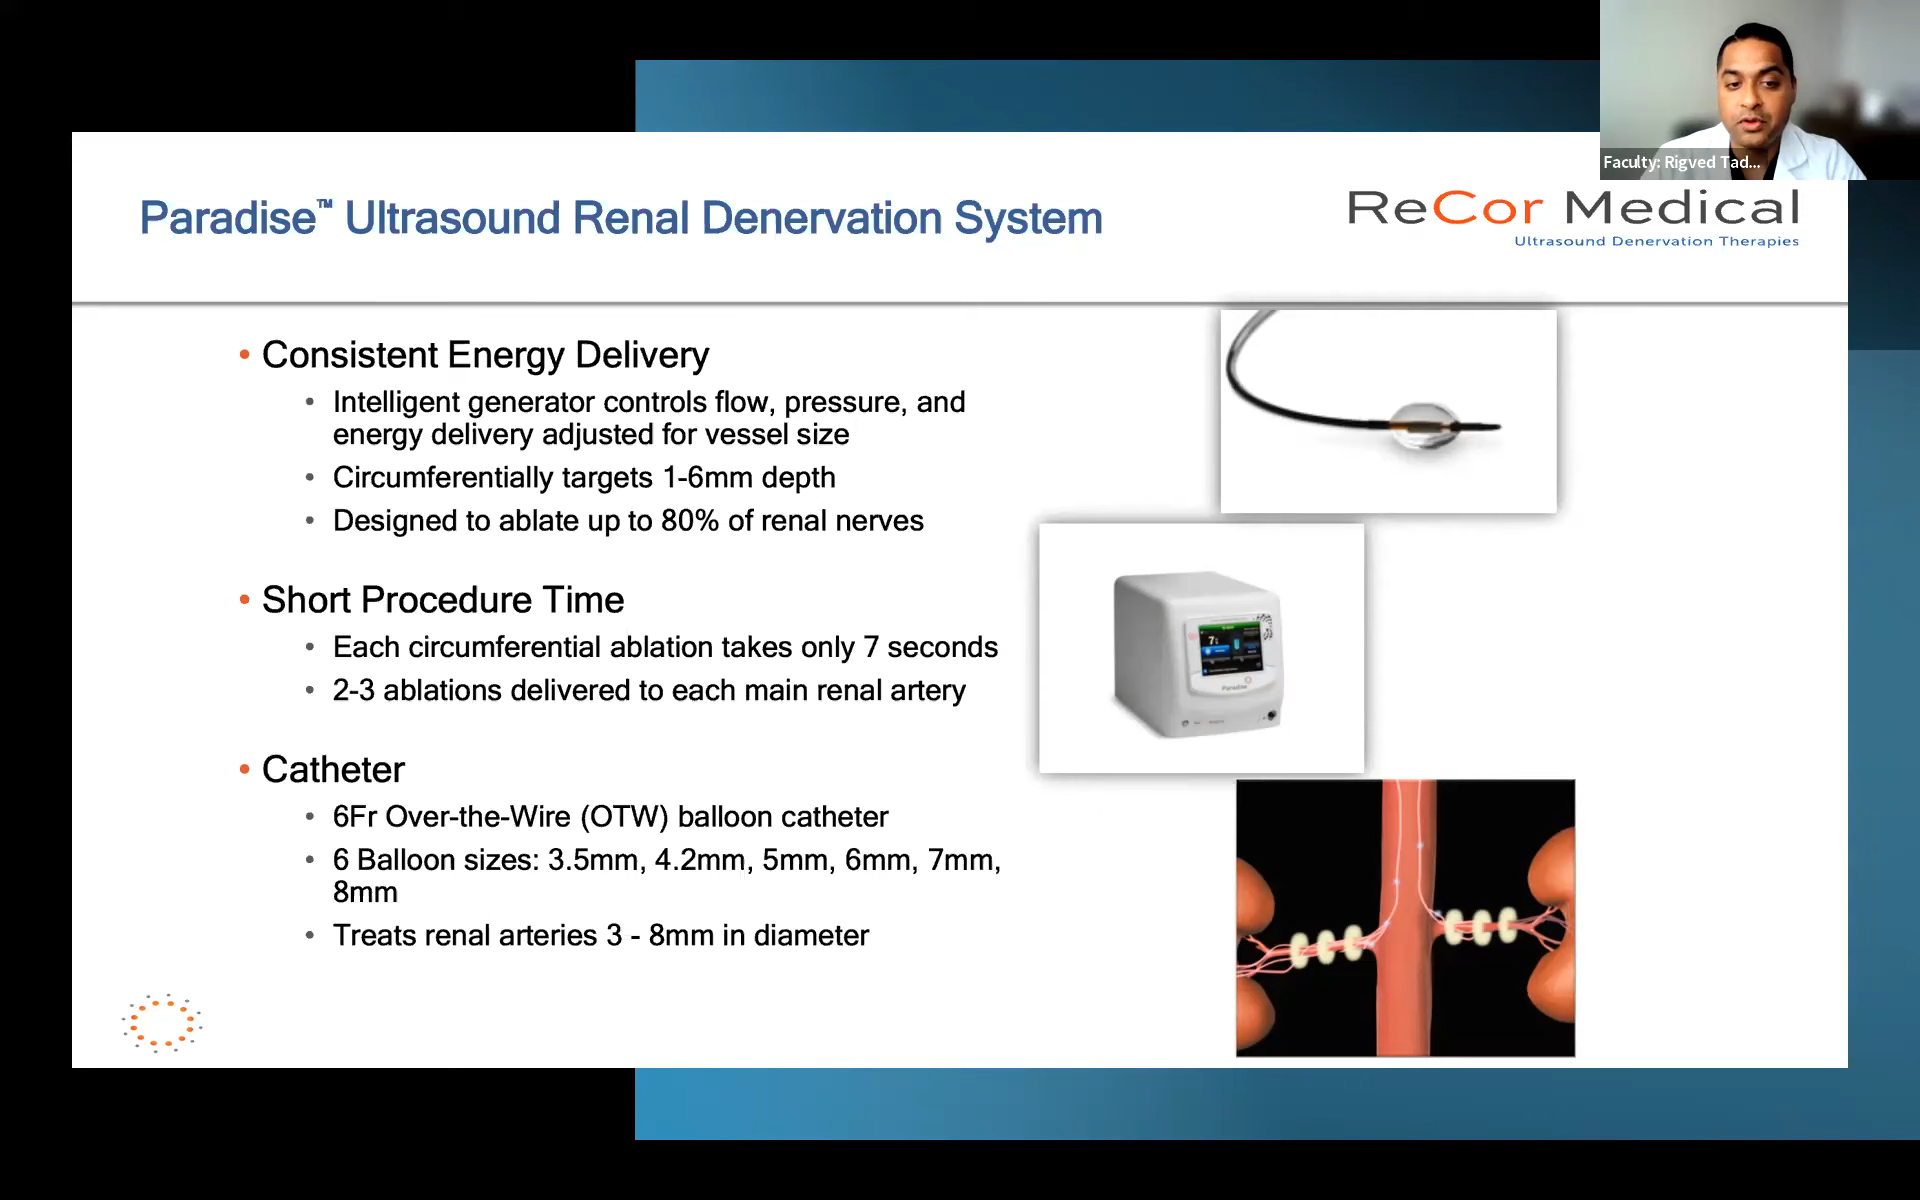 Faculty: Rigved Tad...
Paradise™ Ultrasound Renal Denervation System
ReCor Medical
Ultrasound Denervation Therapies
• Consistent Energy Delivery
• Intelligent generator controls flow, pressure, and
energy delivery adjusted for vessel size
• Circumferentially targets 1-6mm depth
• Designed to ablate up to 80% of renal nerves
• Short Procedure Time
• Each circumferential ablation takes only 7 seconds
• 2-3 ablations delivered to each main renal artery
• Catheter
• 6Fr Over-the-Wire (OTW) balloon catheter
• 6 Balloon sizes: 3.5mm, 4.2mm, 5mm, 6mm, 7mm,
8mm
• Treats renal arteries 3 - 8mm in diameter
Paradise